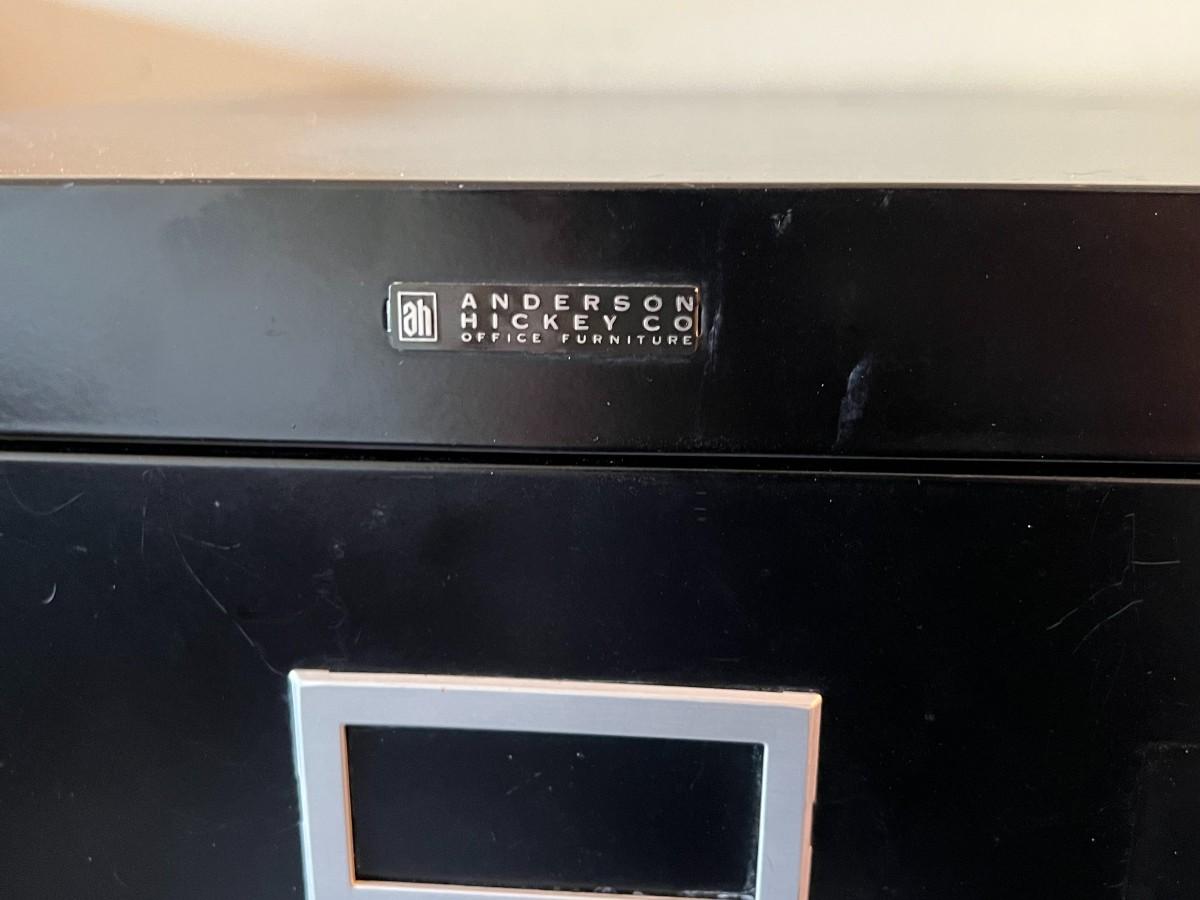 ah
ANDERSON
HICKEY CO
OFFICE FURNITURE